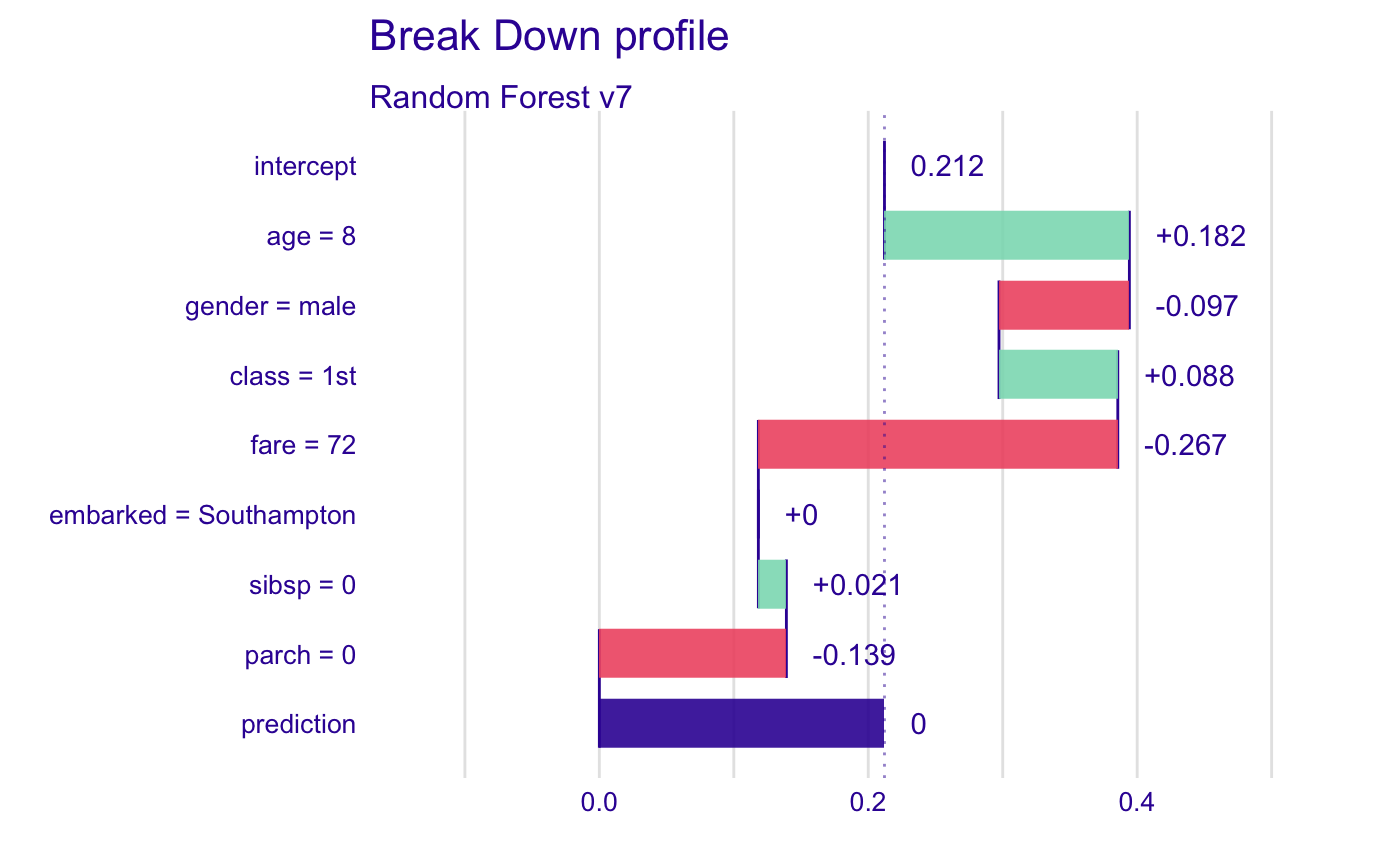 Break Down profile
Random Forest v7
intercept 0.212
age = 8 +0.182
gender = male -0.097
class = 1st +0.088
fare = 72 -0.267
embarked = Southampton +0
sibsp = 0 +0.021
parch = 0 -0.139
prediction 0
0.0 0.2 0.4